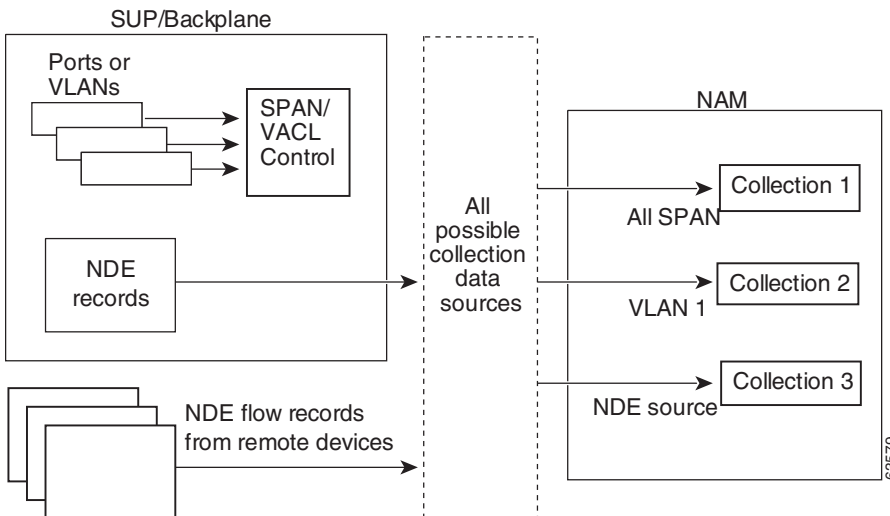 SUP/Backplane
Ports or
VLANs
SPAN/
VACL
Control
NDE
records
NDE flow records
from remote devices
All
possible
collection
data
sources
NAM
Collection 1
All SPAN
Collection 2
VLAN 1
Collection 3
NDE source
62579